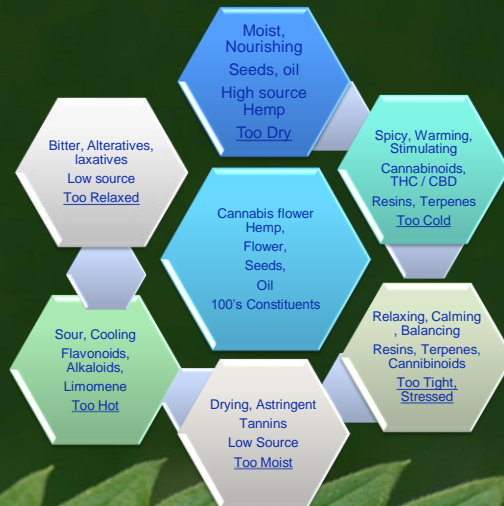 Moist,
Nourishing
Seeds, oil
High source
Hemp
Too Dry
Spicy, Warming,
Stimulating
Cannabinoids,
THC / CBD
Resins, Terpenes
Too Cold
Relaxing, Calming
, Balancing
Resins, Terpenes,
Cannibinoids
Too Tight,
Stressed
Drying, Astringent
Tannins
Low Source
Too Moist
Sour, Cooling
Flavonoids,
Alkaloids,
Limomene
Too Hot
Bitter, Alteratives,
laxatives
Low source
Too Relaxed
Cannabis flower
Hemp,
Flower,
Seeds,
Oil
100's Constituents